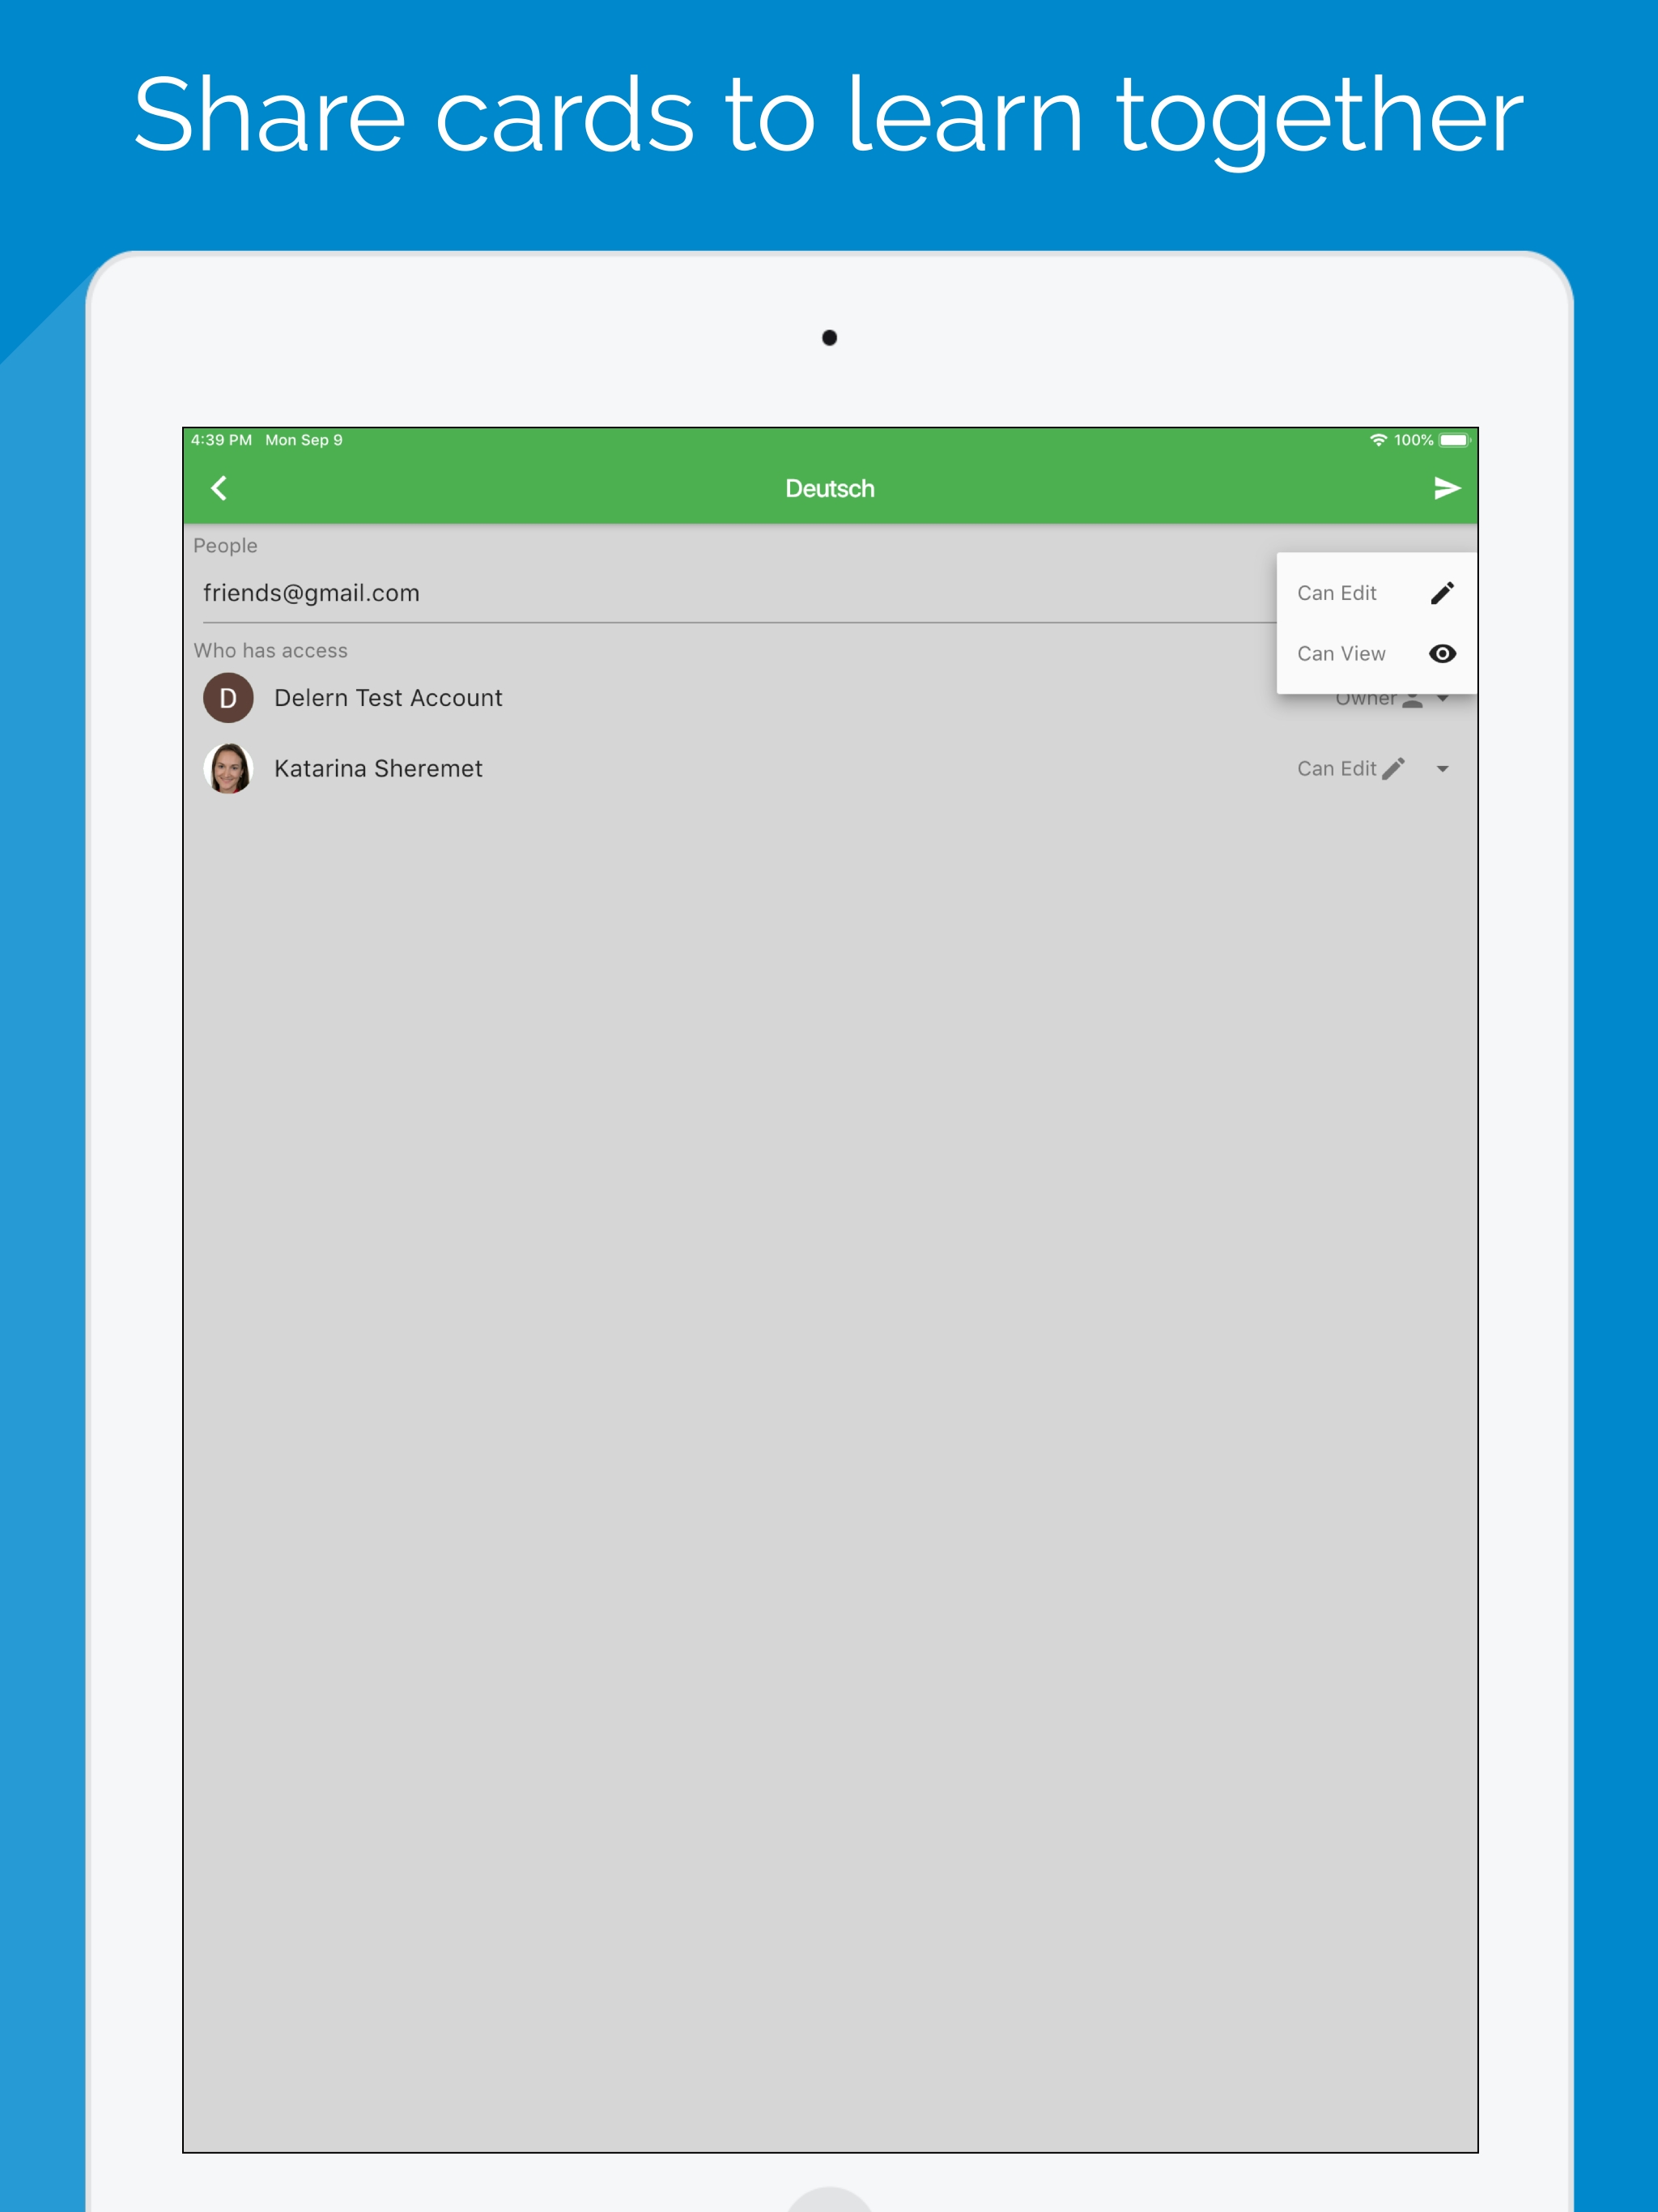 Share cards to learn together
4:39 PM Mon Sep 9 100%
Deutsch
People
friends@gmail.com
Can Edit
Who has access
Can View
D Delern Test Account Owner
Katarina Sheremet Can Edit